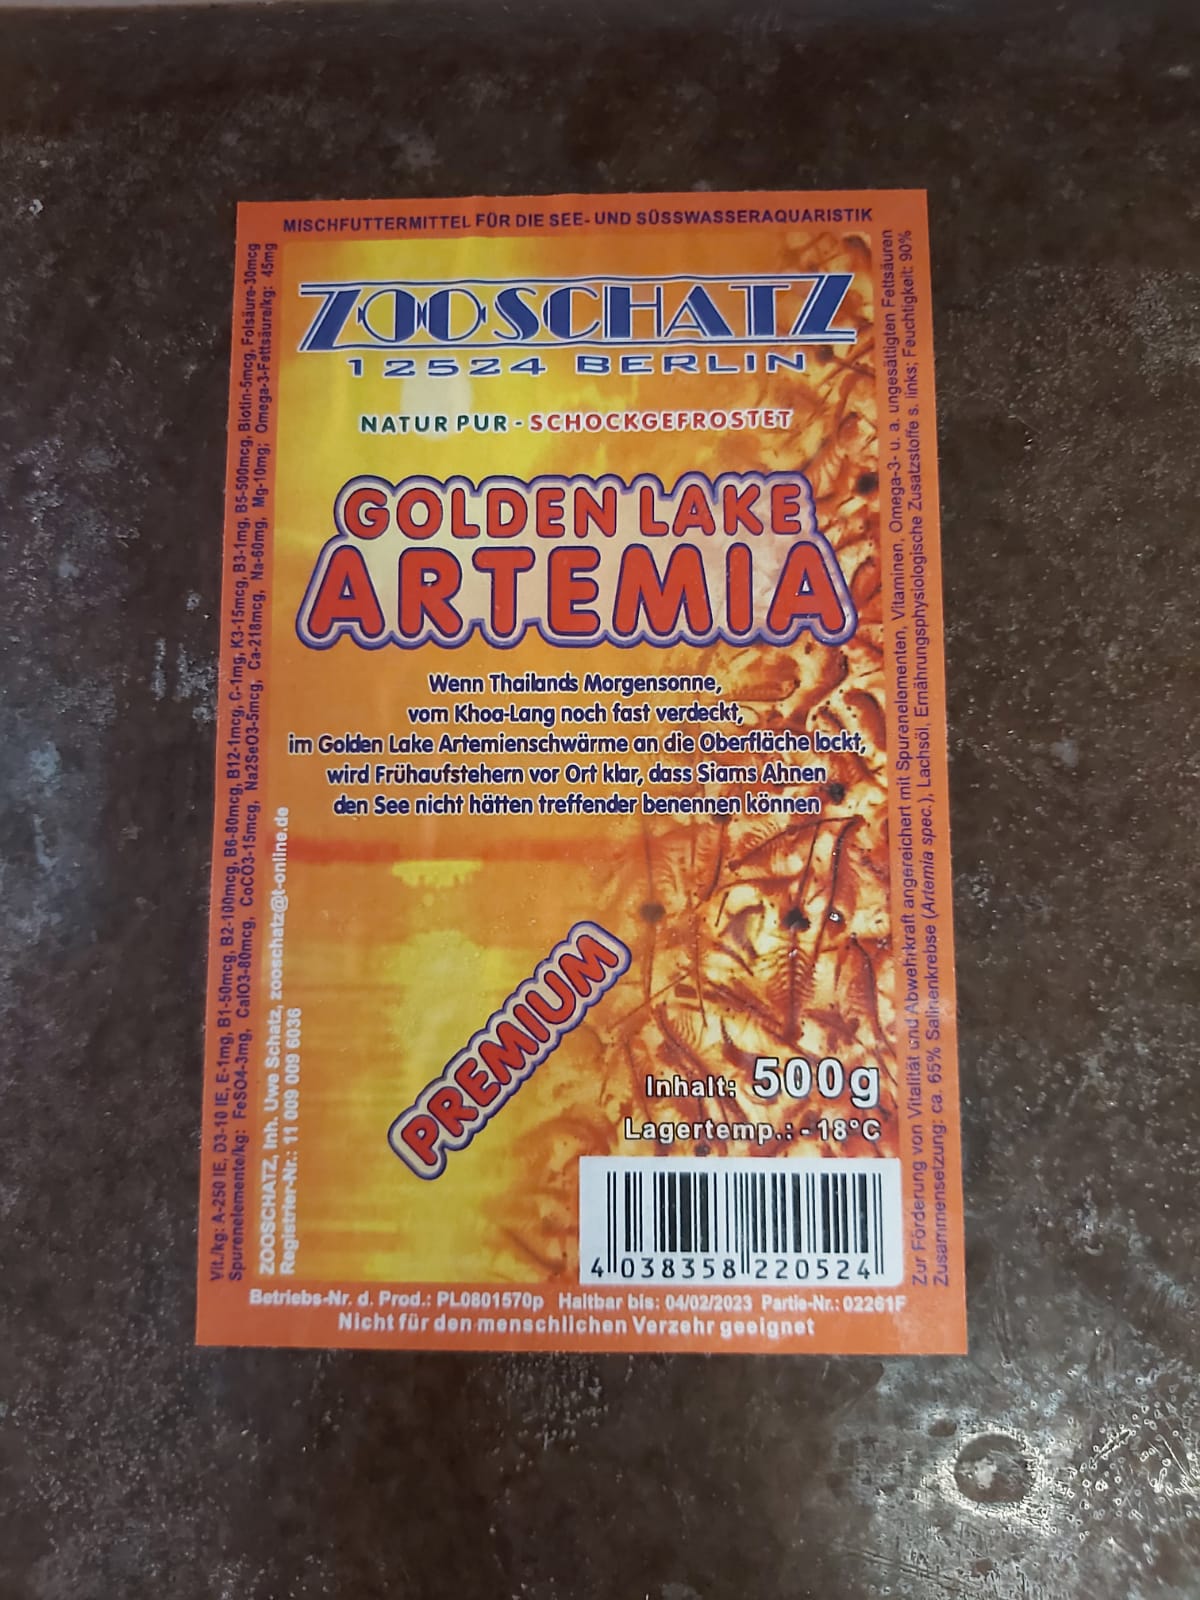 MISCHFUTTERMITTEL FÜR DIE SEE- UND SÜSSWASSERAQUARISTIK
ZOOSCHATZ
12524 BERLIN
NATUR PUR - SCHOCKGEFROSTET
GOLDEN LAKE
ARTEMIA
Wenn Thailands Morgensonne,
vom Khoa-Lang noch fast verdeckt,
im Golden Lake Artemienschwärme an die Oberfläche lockt,
wird Frühaufstehern vor Ort klar, dass Siams Ahnen
den See nicht hätten treffender benennen können
PREMIUM
Inhalt: 500g
Lagertemp.: - 18°C
4 038358 220524
Betriebs-Nr. d. Prod.: PL0801570p Haltbar bis: 04/02/2023 Partie-Nr.: 02261F
Nicht für den menschlichen Verzehr geeignet
Vit./kg: A-250 IE, D3-10 IE, E-1mg, B1-50mcg, B2-100mcg, B6-80mcg, B12-1mcg, C-1mg, K3-15mcg, B3-1mg, B5-500mcg, Biotin-5mcg, Folsäure-30mcg
Spurenelemente/kg: FeSO4-3mg, CaIO3-80mcg, CoCO3-15mcg, Na2SeO3-5mcg, Ca-218mcg, Na-60mg, Mg-10mg; Omega-3-Fettsäure/kg: 45mg
ZOOSCHATZ, Inh. Uwe Schatz, zooschatz@t-online.de
Registrier-Nr.: 11 009 009 6036
Zur Förderung von Vitalität und Abwehrkraft angereichert mit Spurenelementen, Vitaminen, Omega-3- u. a. ungesättigten Fettsäuren
Zusammensetzung: ca. 65% Salinenkrebse (Artemia spec.), Lachsöl, Ernährungsphysiologische Zusatzstoffe s. links; Feuchtigkeit: 90%